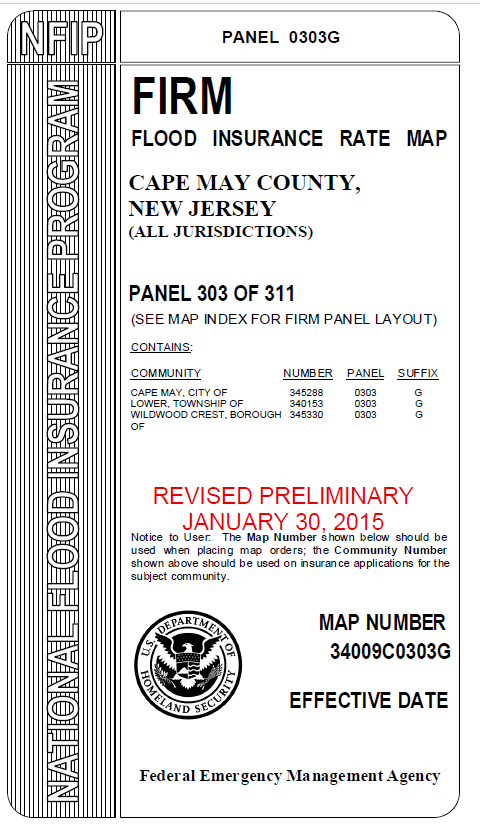 NFIP
PANEL 0303G
NATIONAL FLOOD INSURANCE PROGRAM
FIRM
FLOOD INSURANCE RATE MAP
CAPE MAY COUNTY,
NEW JERSEY
(ALL JURISDICTIONS)
PANEL 303 OF 311
(SEE MAP INDEX FOR FIRM PANEL LAYOUT)
CONTAINS:
COMMUNITY NUMBER PANEL SUFFIX
CAPE MAY, CITY OF 345288 0303 G
LOWER, TOWNSHIP OF 340153 0303 G
WILDWOOD CREST, BOROUGH 345330 0303 G
OF
REVISED PRELIMINARY
JANUARY 30, 2015
Notice to User: The Map Number shown below should be
used when placing map orders; the Community Number
shown above should be used on insurance applications for the
subject community.
U.S. DEPARTMENT OF
HOMELAND SECURITY
MAP NUMBER
34009C0303G
EFFECTIVE DATE
Federal Emergency Management Agency